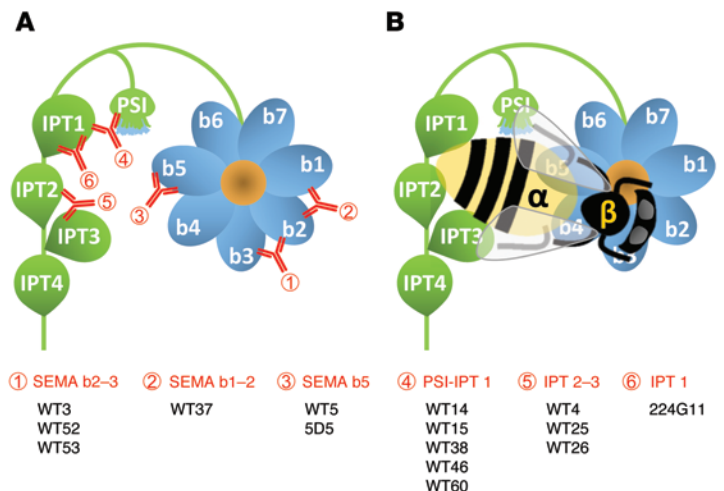 A
PSI
IPT1
b6
b7
b5
b1
④
⑥
IPT2
⑤
③
②
IPT3
b4
b2
b3
①
IPT4
B
PSI
IPT1
b6
b7
b5
b1
IPT2
α
β
IPT3
b4
b2
b3
IPT4
① SEMA b2–3
WT3
WT52
WT53
② SEMA b1–2
WT37
③ SEMA b5
WT5
5D5
④ PSI-IPT 1
WT14
WT15
WT38
WT46
WT60
⑤ IPT 2–3
WT4
WT25
WT26
⑥ IPT 1
224G11